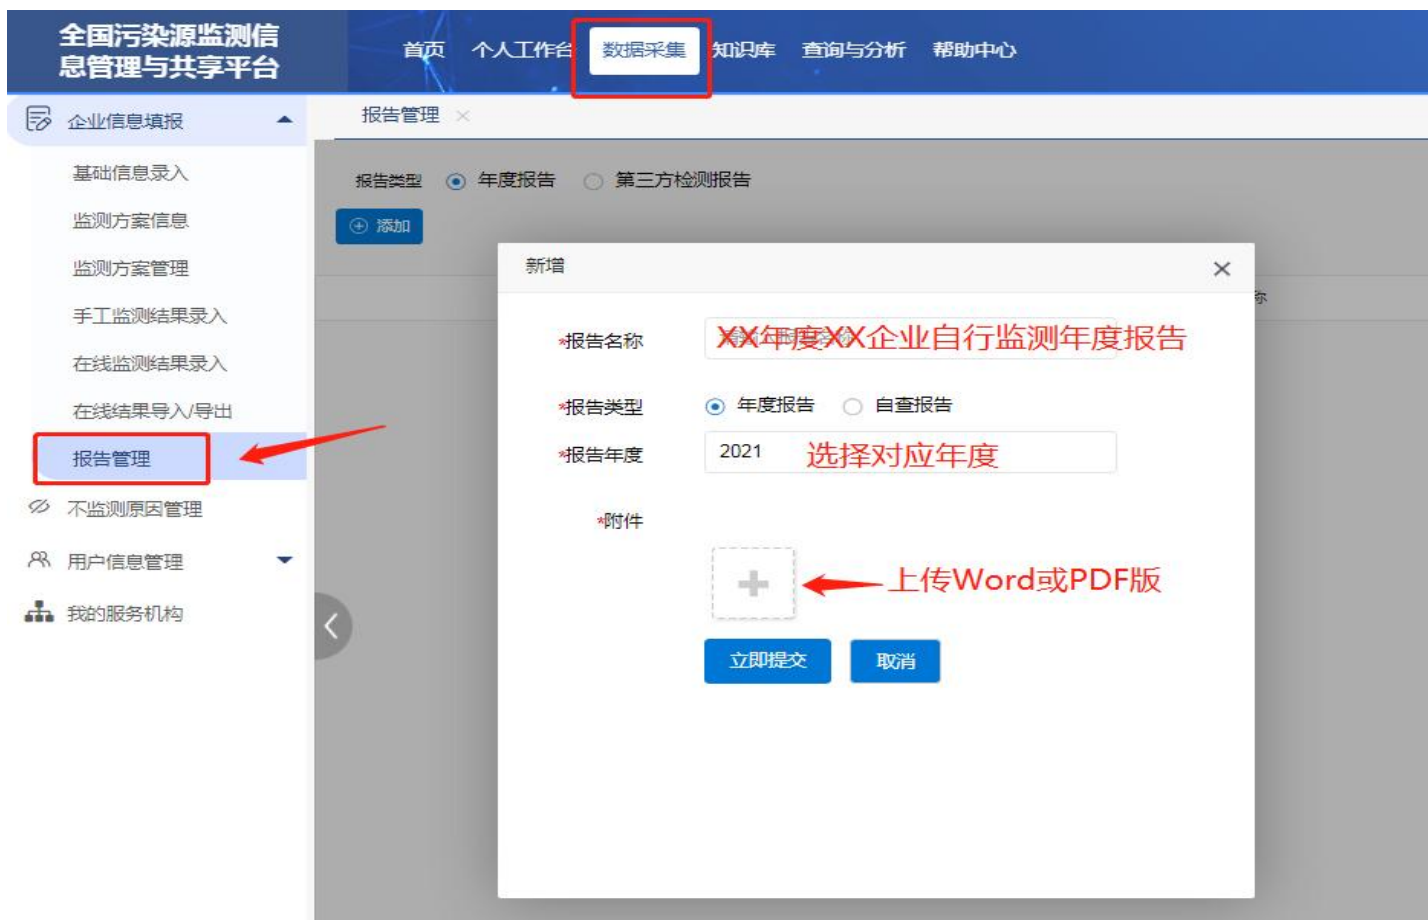 全国污染源监测信
息管理与共享平台
首页 个人工作台 数据采集 知识库 查询与分析 帮助中心
企业信息填报
报告管理
基础信息录入
监测方案信息
监测方案管理
手工监测结果录入
在线监测结果录入
在线结果导入/导出
报告管理
不监测原因管理
用户信息管理
我的服务机构
报告类型 年度报告 第三方检测报告
添加
新增
*报告名称 XX年度XX企业自行监测年度报告
*报告类型 年度报告 自查报告
*报告年度 2021 选择对应年度
*附件
上传Word或PDF版
立即提交 取消